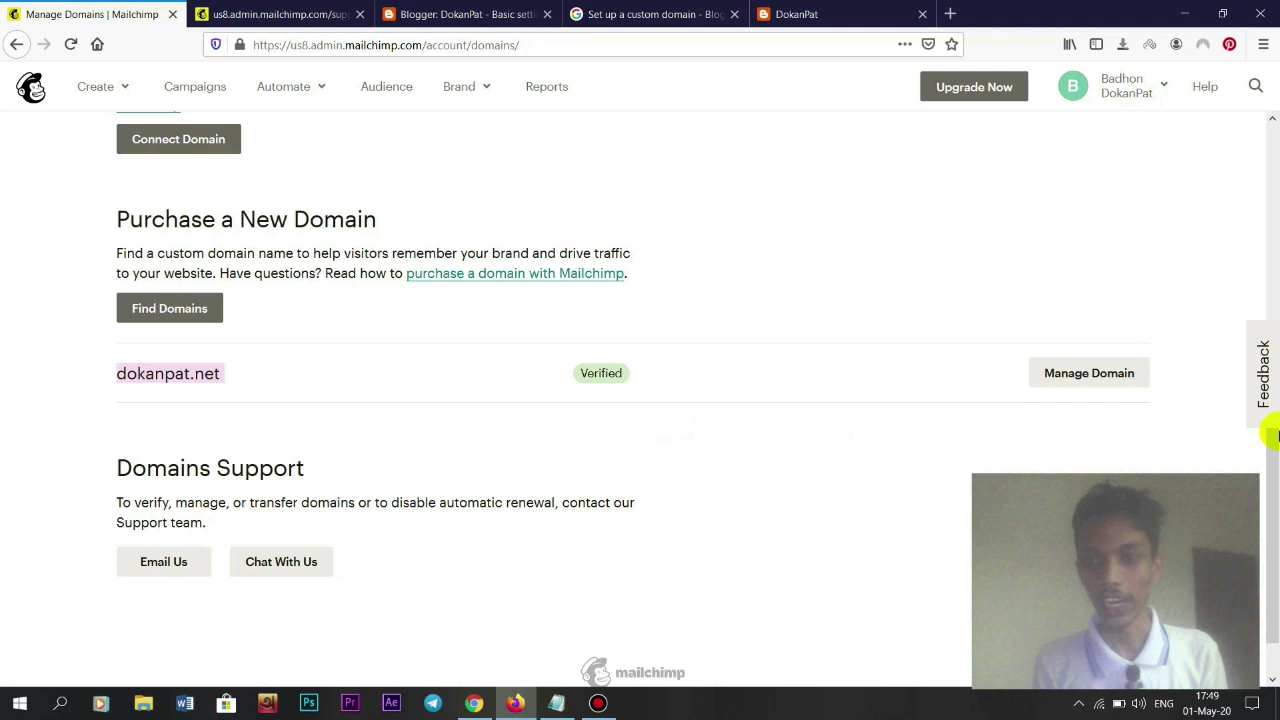 Manage Domains | Mailchimp
us8.admin.mailchimp.com/supp
Blogger: DokanPat - Basic sett
Set up a custom domain - Blog
DokanPat
https://us8.admin.mailchimp.com/account/domains/
Create
Campaigns
Automate
Audience
Brand
Reports
Upgrade Now
B
Badhon
DokanPat
Help
Connect Domain
Purchase a New Domain
Find a custom domain name to help visitors remember your brand and drive traffic
to your website. Have questions? Read how to purchase a domain with Mailchimp.
Find Domains
dokanpat.net
Verified
Manage Domain
Feedback
Domains Support
To verify, manage, or transfer domains or to disable automatic renewal, contact our
Support team.
Email Us
Chat With Us
mailchimp
Ps
Pr
Ae
ENG
17:49
01-May-20